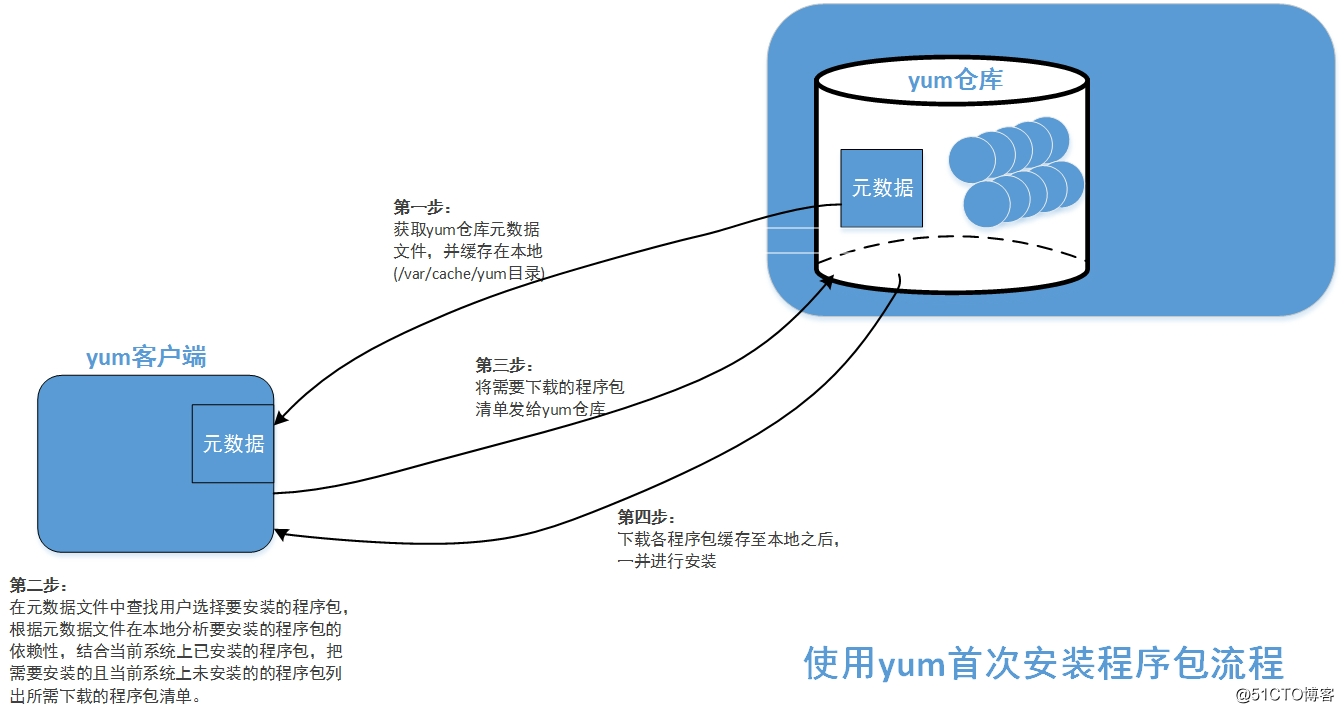 yum仓库
元数据
第一步：
获取yum仓库元数据
文件，并缓存在本地
(/var/cache/yum目录)
yum客户端
元数据
第三步：
将需要下载的程序包
清单发给yum仓库
第四步：
下载各程序包缓存至本地之后，
一并进行安装
第二步：
在元数据文件中查找用户选择要安装的程序包，
根据元数据文件在本地分析要安装的程序包的
依赖性，结合当前系统上已安装的程序包，把
需要安装的且当前系统上未安装的的程序包列
出所需下载的程序包清单。
使用yum首次安装程序包流程
@51CTO博客